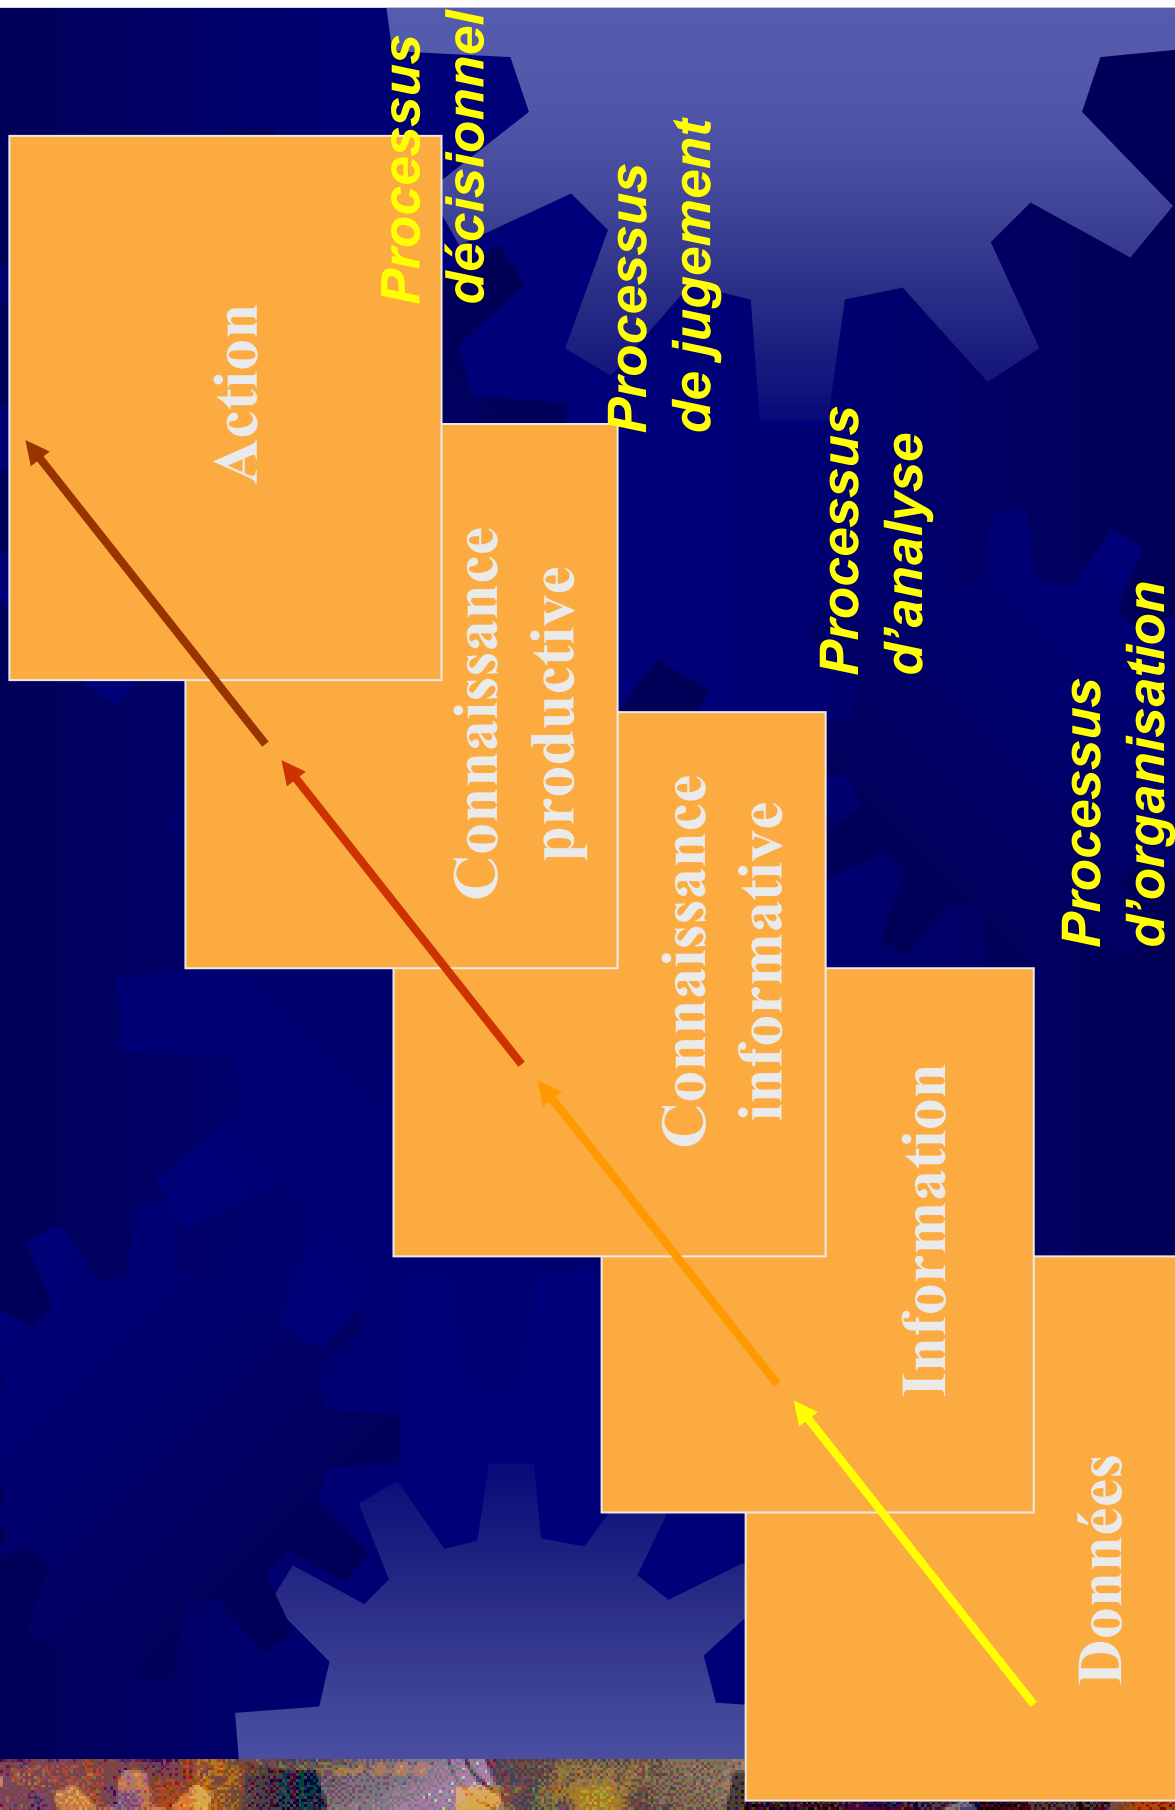 Action
Processus
décisionnel
Connaissance
productive
Processus
de jugement
Connaissance
informative
Processus
d’analyse
Information
Processus
d’organisation
Données